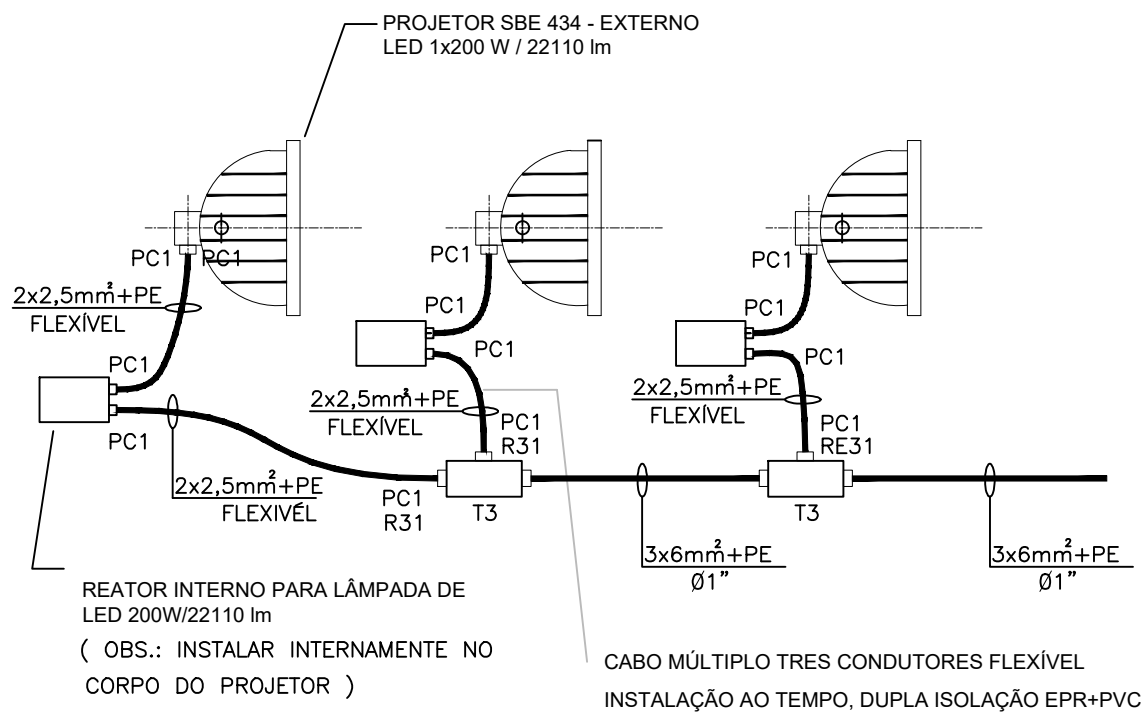 PROJETOR SBE 434 - EXTERNO
LED 1x200 W / 22110 lm
PC1 PC1
PC1
PC1
2x2,5mm²+PE
FLEXÍVEL
PC1
PC1
PC1
PC1
PC1
2x2,5mm²+PE
FLEXÍVEL
2x2,5mm²+PE
FLEXÍVEL
PC1
R31
PC1
RE31
PC1
2x2,5mm²+PE
FLEXIVÉL
PC1
R31
T3
T3
3x6mm²+PE
Ø1"
3x6mm²+PE
Ø1"
REATOR INTERNO PARA LÂMPADA DE
LED 200W/22110 lm
( OBS.: INSTALAR INTERNAMENTE NO
CORPO DO PROJETOR )
CABO MÚLTIPLO TRES CONDUTORES FLEXÍVEL
INSTALAÇÃO AO TEMPO, DUPLA ISOLAÇÃO EPR+PVC